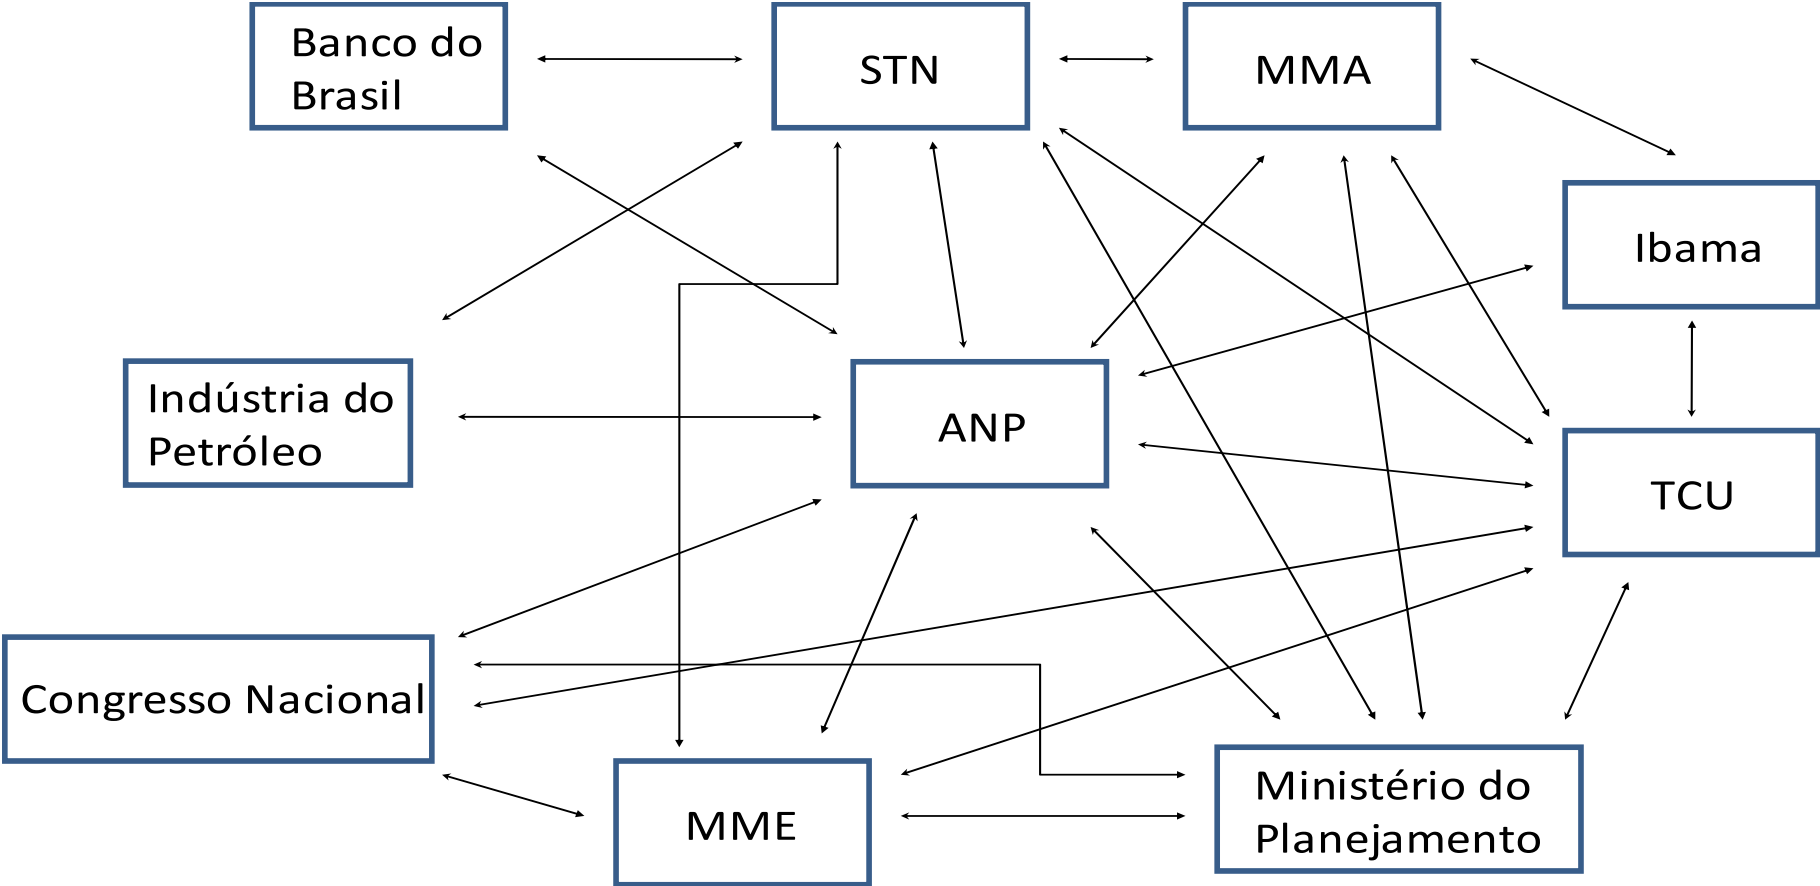 Banco do
Brasil
STN
MMA
Ibama
Indústria do
Petróleo
ANP
TCU
Congresso Nacional
MME
Ministério do
Planejamento